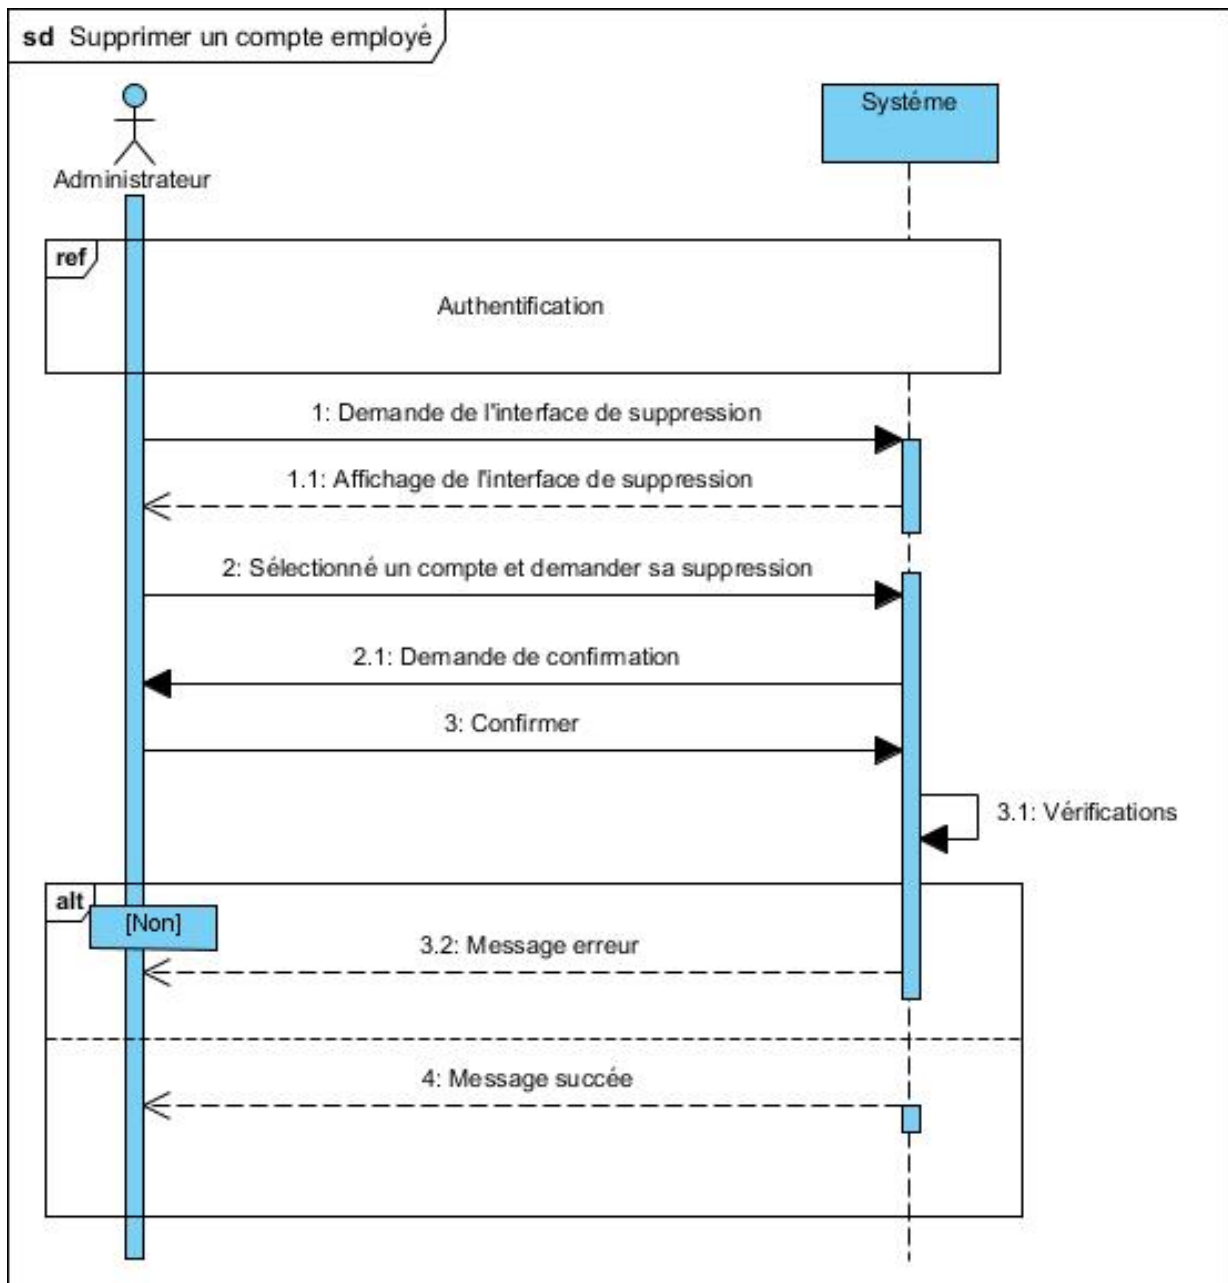 sd Supprimer un compte employé
Systéme
Administrateur
ref
Authentification
1: Demande de l'interface de suppression
1.1: Affichage de l'interface de suppression
2: Sélectionné un compte et demander sa suppression
2.1: Demande de confirmation
3: Confirmer
3.1: Vérifications
alt
[Non]
3.2: Message erreur
4: Message succée